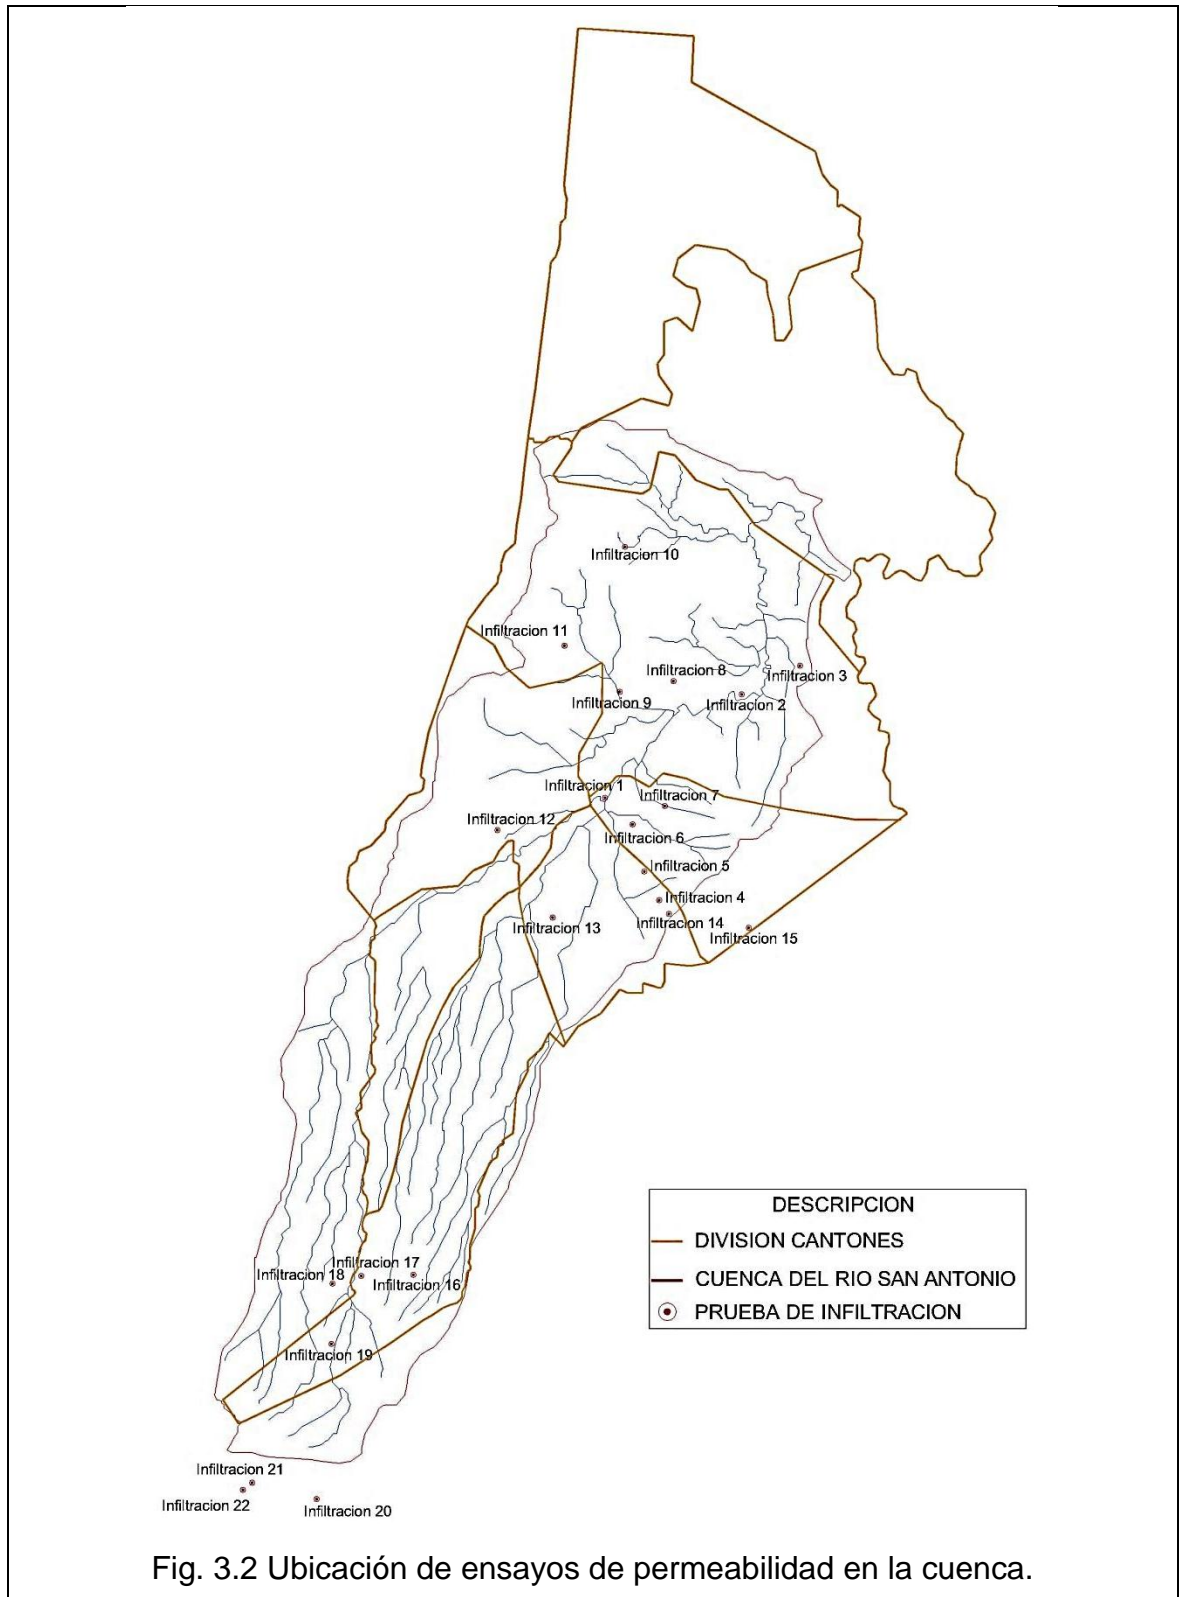 Infiltracion 10
Infiltracion 11
Infiltracion 8
Infiltracion 3
Infiltracion 9
Infiltracion 2
Infiltracion 1
Infiltracion 7
Infiltracion 12
Infiltracion 6
Infiltracion 5
Infiltracion 4
Infiltracion 14
Infiltracion 13
Infiltracion 15
DESCRIPCION
DIVISION CANTONES
CUENCA DEL RIO SAN ANTONIO
PRUEBA DE INFILTRACION
Infiltracion 17
Infiltracion 18
Infiltracion 16
Infiltracion 19
Infiltracion 21
Infiltracion 22
Infiltracion 20
Fig. 3.2 Ubicación de ensayos de permeabilidad en la cuenca.